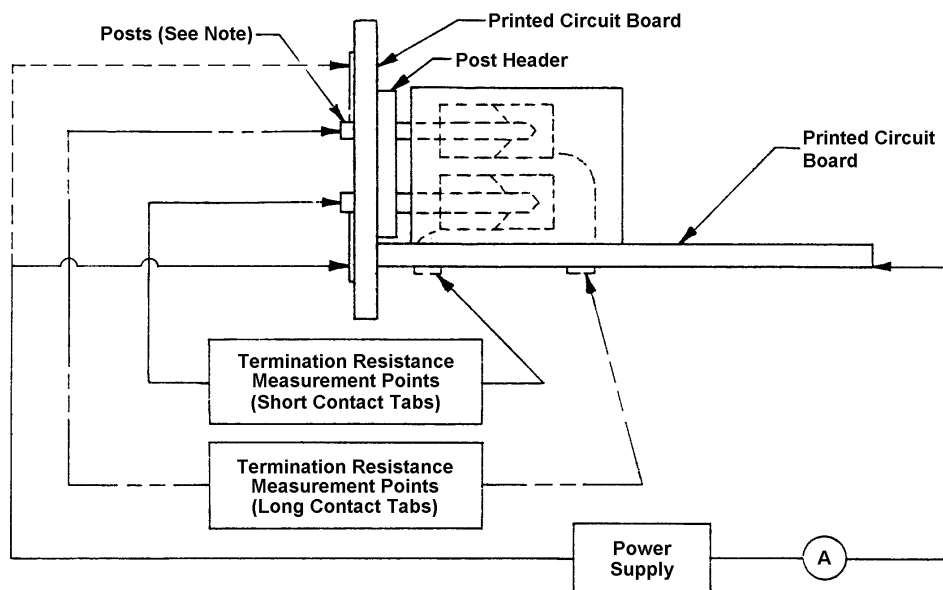 Printed Circuit Board
Posts (See Note)
Post Header
Printed Circuit
Board
Termination Resistance
Measurement Points
(Short Contact Tabs)
Termination Resistance
Measurement Points
(Long Contact Tabs)
Power
Supply
A